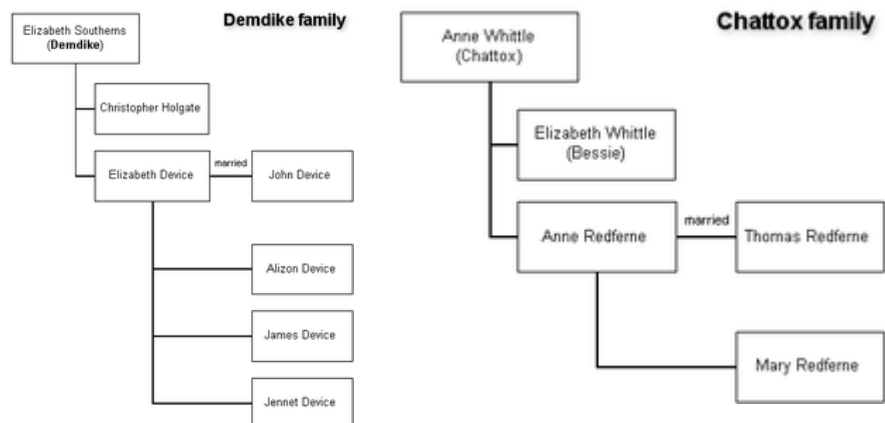 Demdike family
Elizabeth Southerns
(Demdike)
Christopher Holgate
Elizabeth Device
married
John Device
Alizon Device
James Device
Jennet Device
Chattox family
Anne Whittle
(Chattox)
Elizabeth Whittle
(Bessie)
Anne Redferne
married
Thomas Redferne
Mary Redferne